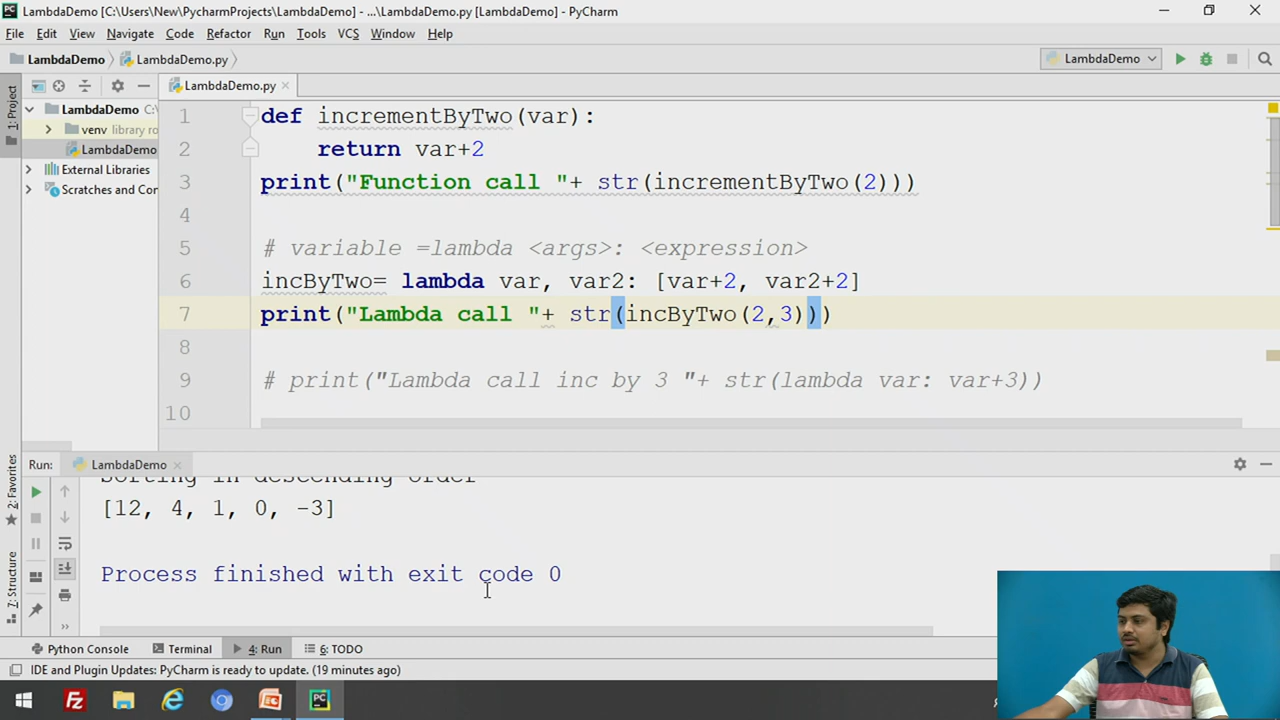 LambdaDemo [C:\Users\New\PycharmProjects\LambdaDemo] - ...\LambdaDemo.py [LambdaDemo] - PyCharm
File Edit View Navigate Code Refactor Run Tools VCS Window Help
LambdaDemo LambdaDemo.py LambdaDemo
1: Project
LambdaDemo.py
LambdaDemo C:\
venv library ro
LambdaDemo
External Libraries
Scratches and Con
1 def incrementByTwo(var):
2 return var+2
3 print("Function call "+ str(incrementByTwo(2)))
4
5 # variable =lambda <args>: <expression>
6 incByTwo= lambda var, var2: [var+2, var2+2]
7 print("Lambda call "+ str(incByTwo(2,3)))
8
9 # print("Lambda call inc by 3 "+ str(lambda var: var+3))
10
2: Favorites
7: Structure
Run: LambdaDemo
Sorting in descending order
[12, 4, 1, 0, -3]
Process finished with exit code 0
Python Console Terminal 4: Run 6: TODO
IDE and Plugin Updates: PyCharm is ready to update. (19 minutes ago)